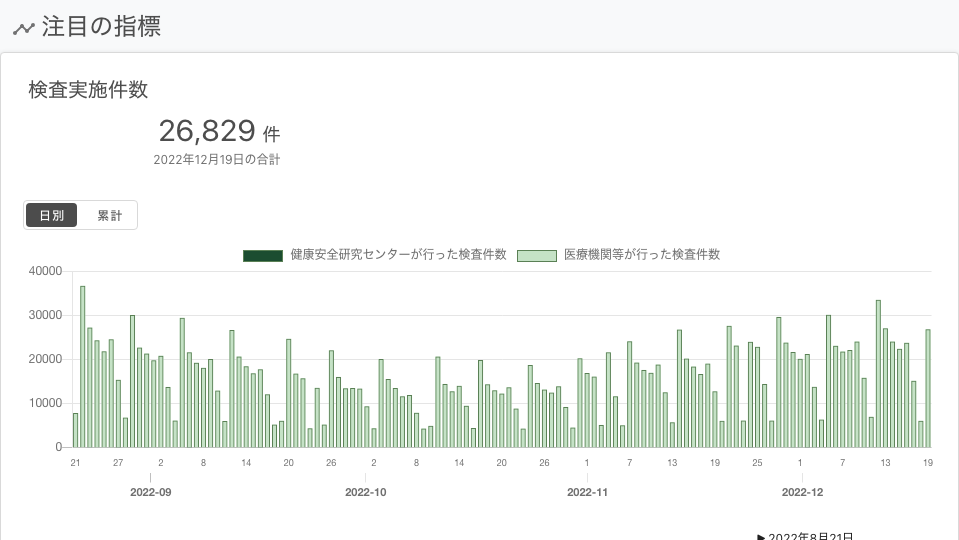 注目の指標
検査実施件数
26,829 件
2022年12月19日の合計
日別 累計
健康安全研究センターが行った検査件数 医療機関等が行った検査件数
40000
30000
20000
10000
0
21 27 2 8 14 20 26 2 8 14 20 26 1 7 13 19 25 1 7 13 19
2022-09 2022-10 2022-11 2022-12
▶ 2022年8月21日